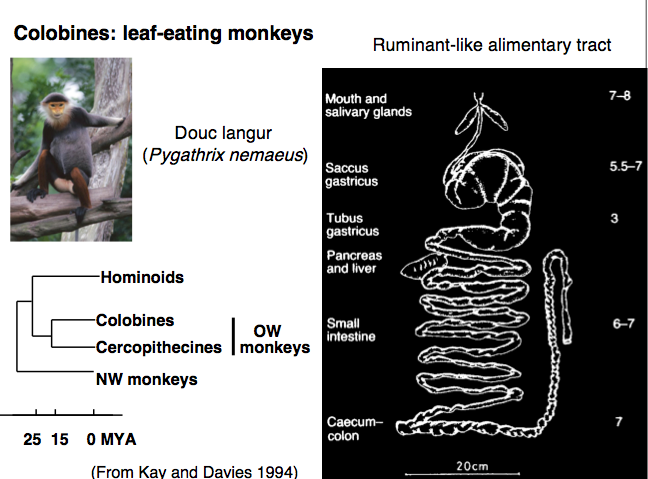 Colobines: leaf-eating monkeys
Ruminant-like alimentary tract
Douc langur
(Pygathrix nemaeus)
Hominoids
Colobines
Cercopithecines
OW
monkeys
NW monkeys
25 15 0 MYA
(From Kay and Davies 1994)
Mouth and
salivary glands
7–8
Saccus
gastricus
5.5–7
Tubus
gastricus
3
Pancreas
and liver
Small
intestine
6–7
Caecum–
colon
7
20cm